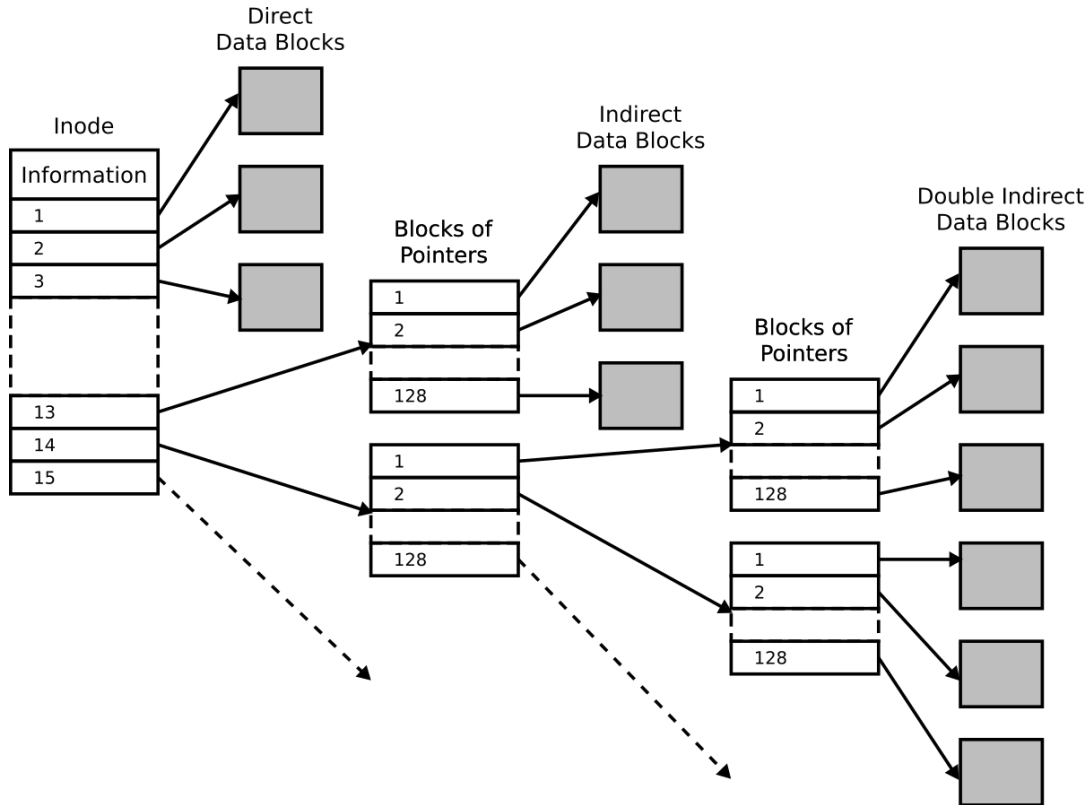 Direct
Data Blocks
Inode
Information
1
2
3
13
14
15
Blocks of
Pointers
1
2
128
1
2
128
Indirect
Data Blocks
Blocks of
Pointers
1
2
128
1
2
128
Double Indirect
Data Blocks